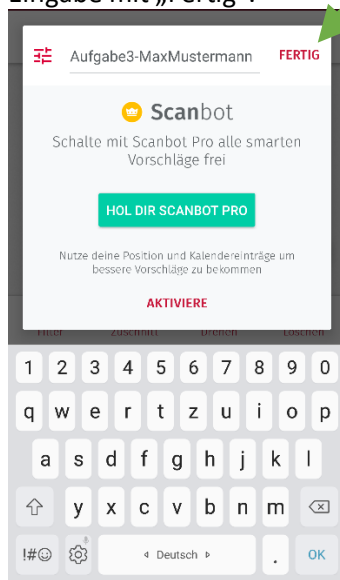 Eingabe mit „Fertig“.
Aufgabe3-MaxMustermann FERTIG
Scanbot
Schalte mit Scanbot Pro alle smarten
Vorschläge frei
HOL DIR SCANBOT PRO
Nutze deine Position und Kalendereinträge um
bessere Vorschläge zu bekommen
AKTIVIERE
Filter Zuschnitt Drehen Löschen
1 2 3 4 5 6 7 8 9 0
q w e r t z u i o p
a s d f g h j k l
y x c v b n m
!#☺ Deutsch . OK